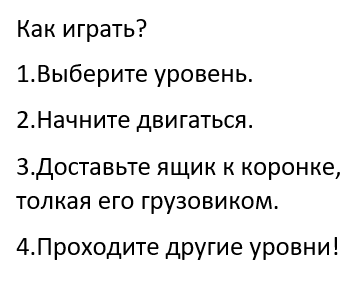 Как играть?
1.Выберите уровень.
2.Начните двигаться.
3.Доставьте ящик к коронке,
толкая его грузовиком.
4.Проходите другие уровни!